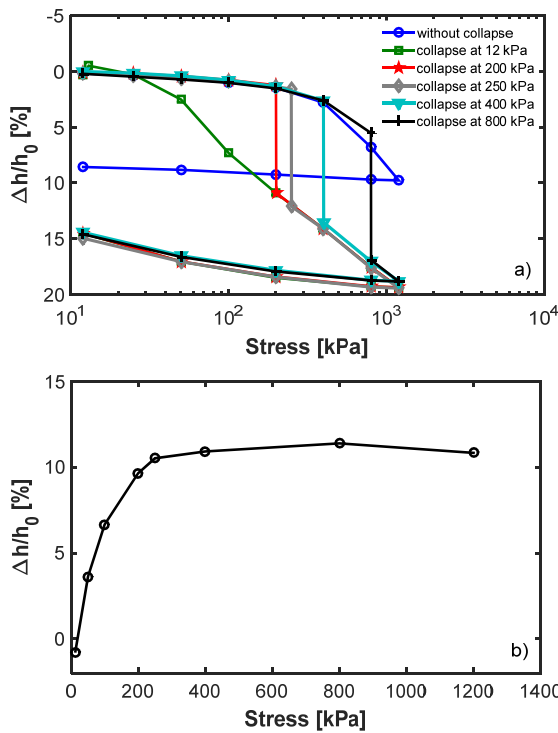 -5
0
5
10
15
20
Δh/h0 [%]
without collapse
collapse at 12 kPa
collapse at 200 kPa
collapse at 250 kPa
collapse at 400 kPa
collapse at 800 kPa
a)
10^1 10^2 10^3 10^4
Stress [kPa]
15
10
5
0
Δh/h0 [%]
b)
0 200 400 600 800 1000 1200 1400
Stress [kPa]